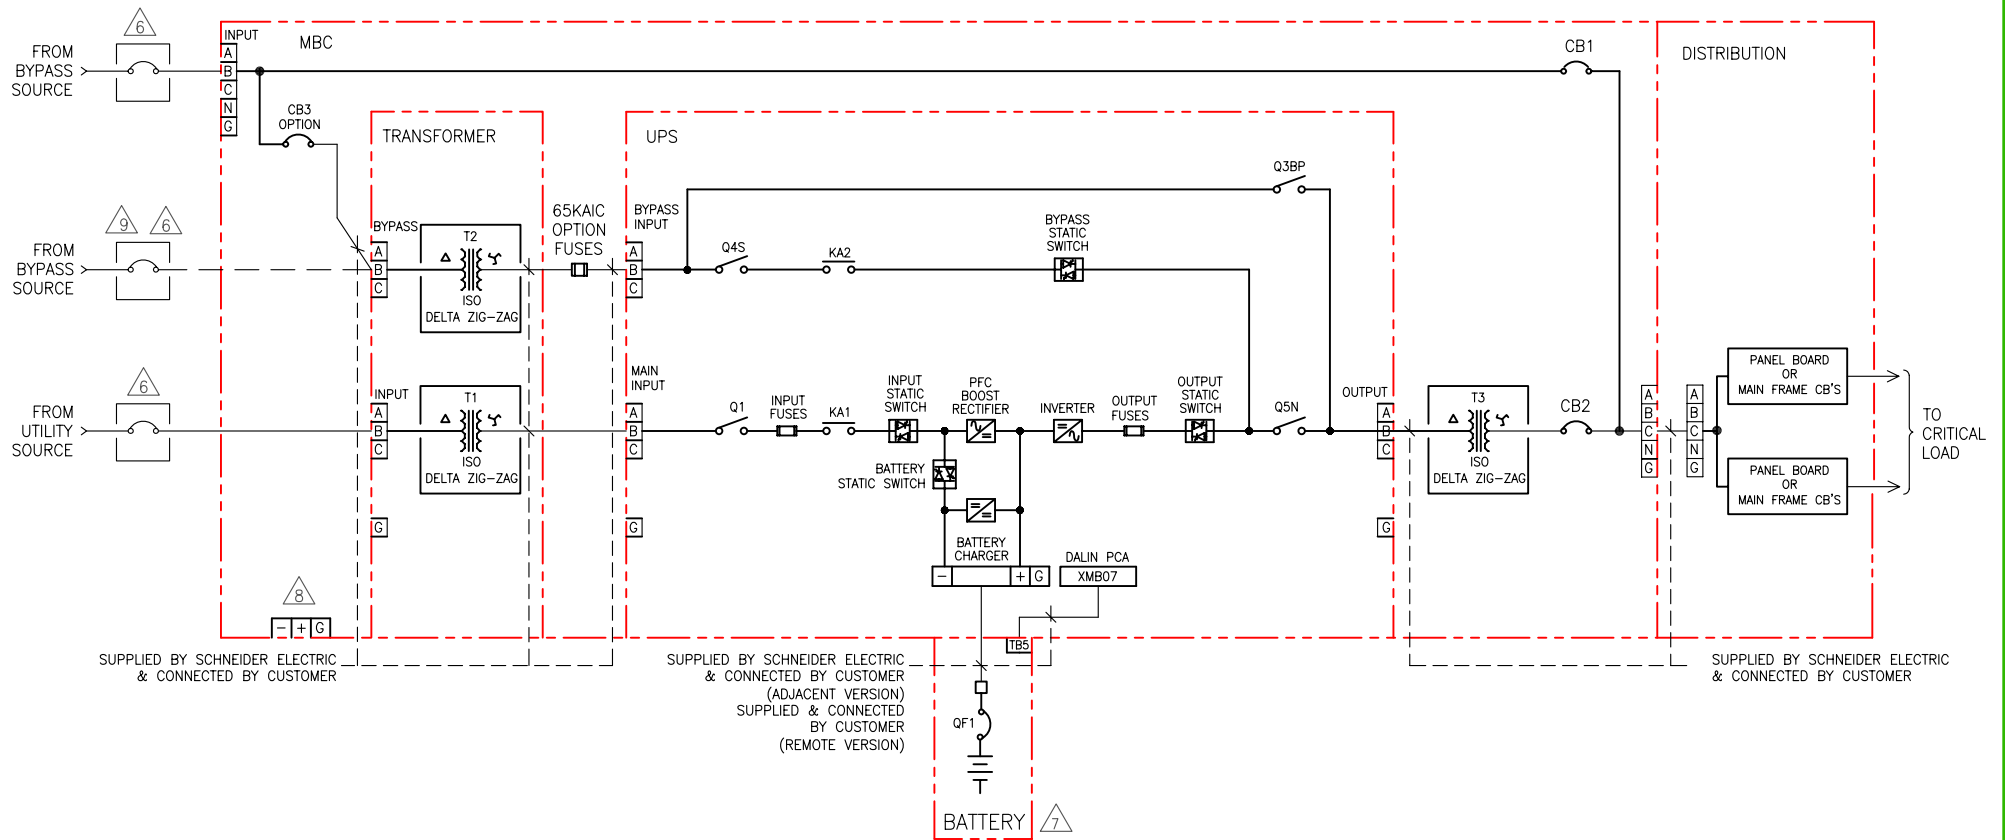 6
INPUT
MBC
CB1
DISTRIBUTION
FROM
BYPASS
SOURCE
A
B
C
N
G
CB3
OPTION
TRANSFORMER
UPS
Q3BP
9
6
FROM
BYPASS
SOURCE
BYPASS
A
B
C
T2
ISO
DELTA ZIG-ZAG
65KAIC
OPTION
FUSES
BYPASS
INPUT
A
B
C
Q4S
KA2
BYPASS
STATIC
SWITCH
6
FROM
UTILITY
SOURCE
INPUT
A
B
C
G
T1
ISO
DELTA ZIG-ZAG
MAIN
INPUT
A
B
C
G
Q1
INPUT
FUSES
KA1
INPUT
STATIC
SWITCH
PFC
BOOST
RECTIFIER
INVERTER
OUTPUT
FUSES
OUTPUT
STATIC
SWITCH
Q5N
OUTPUT
A
B
C
G
T3
ISO
DELTA ZIG-ZAG
CB2
A
B
C
N
G
A
B
C
N
G
PANEL BOARD
OR
MAIN FRAME CB'S
PANEL BOARD
OR
MAIN FRAME CB'S
TO
CRITICAL
LOAD
BATTERY
STATIC SWITCH
BATTERY
CHARGER
- + G
DALIN PCA
XMB07
8
- + G
TB5
SUPPLIED BY SCHNEIDER ELECTRIC
& CONNECTED BY CUSTOMER
SUPPLIED BY SCHNEIDER ELECTRIC
& CONNECTED BY CUSTOMER
(ADJACENT VERSION)
SUPPLIED & CONNECTED
BY CUSTOMER
(REMOTE VERSION)
SUPPLIED BY SCHNEIDER ELECTRIC
& CONNECTED BY CUSTOMER
QF1
BATTERY
7